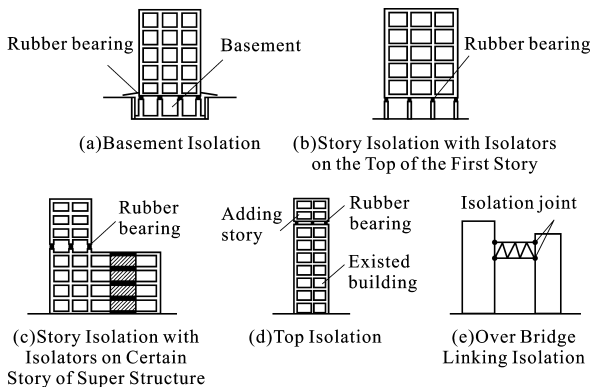 Rubber bearing
Basement
(a)Basement Isolation
Rubber bearing
(b)Story Isolation with Isolators
on the Top of the First Story
Rubber
bearing
(c)Story Isolation with
Isolators on Certain
Story of Super Structure
Adding
story
Rubber
bearing
Existed
building
(d)Top Isolation
Isolation joint
(e)Over Bridge
Linking Isolation